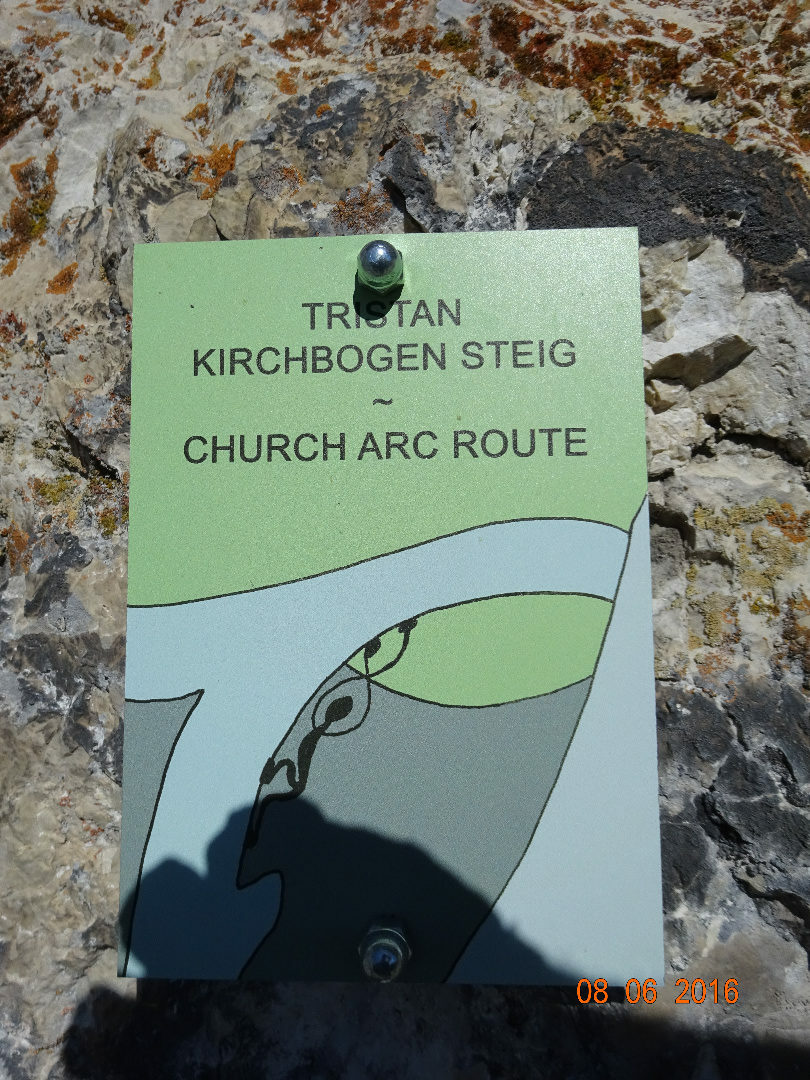 TRISTAN
KIRCHBOGEN STEIG
~
CHURCH ARC ROUTE
08 06 2016